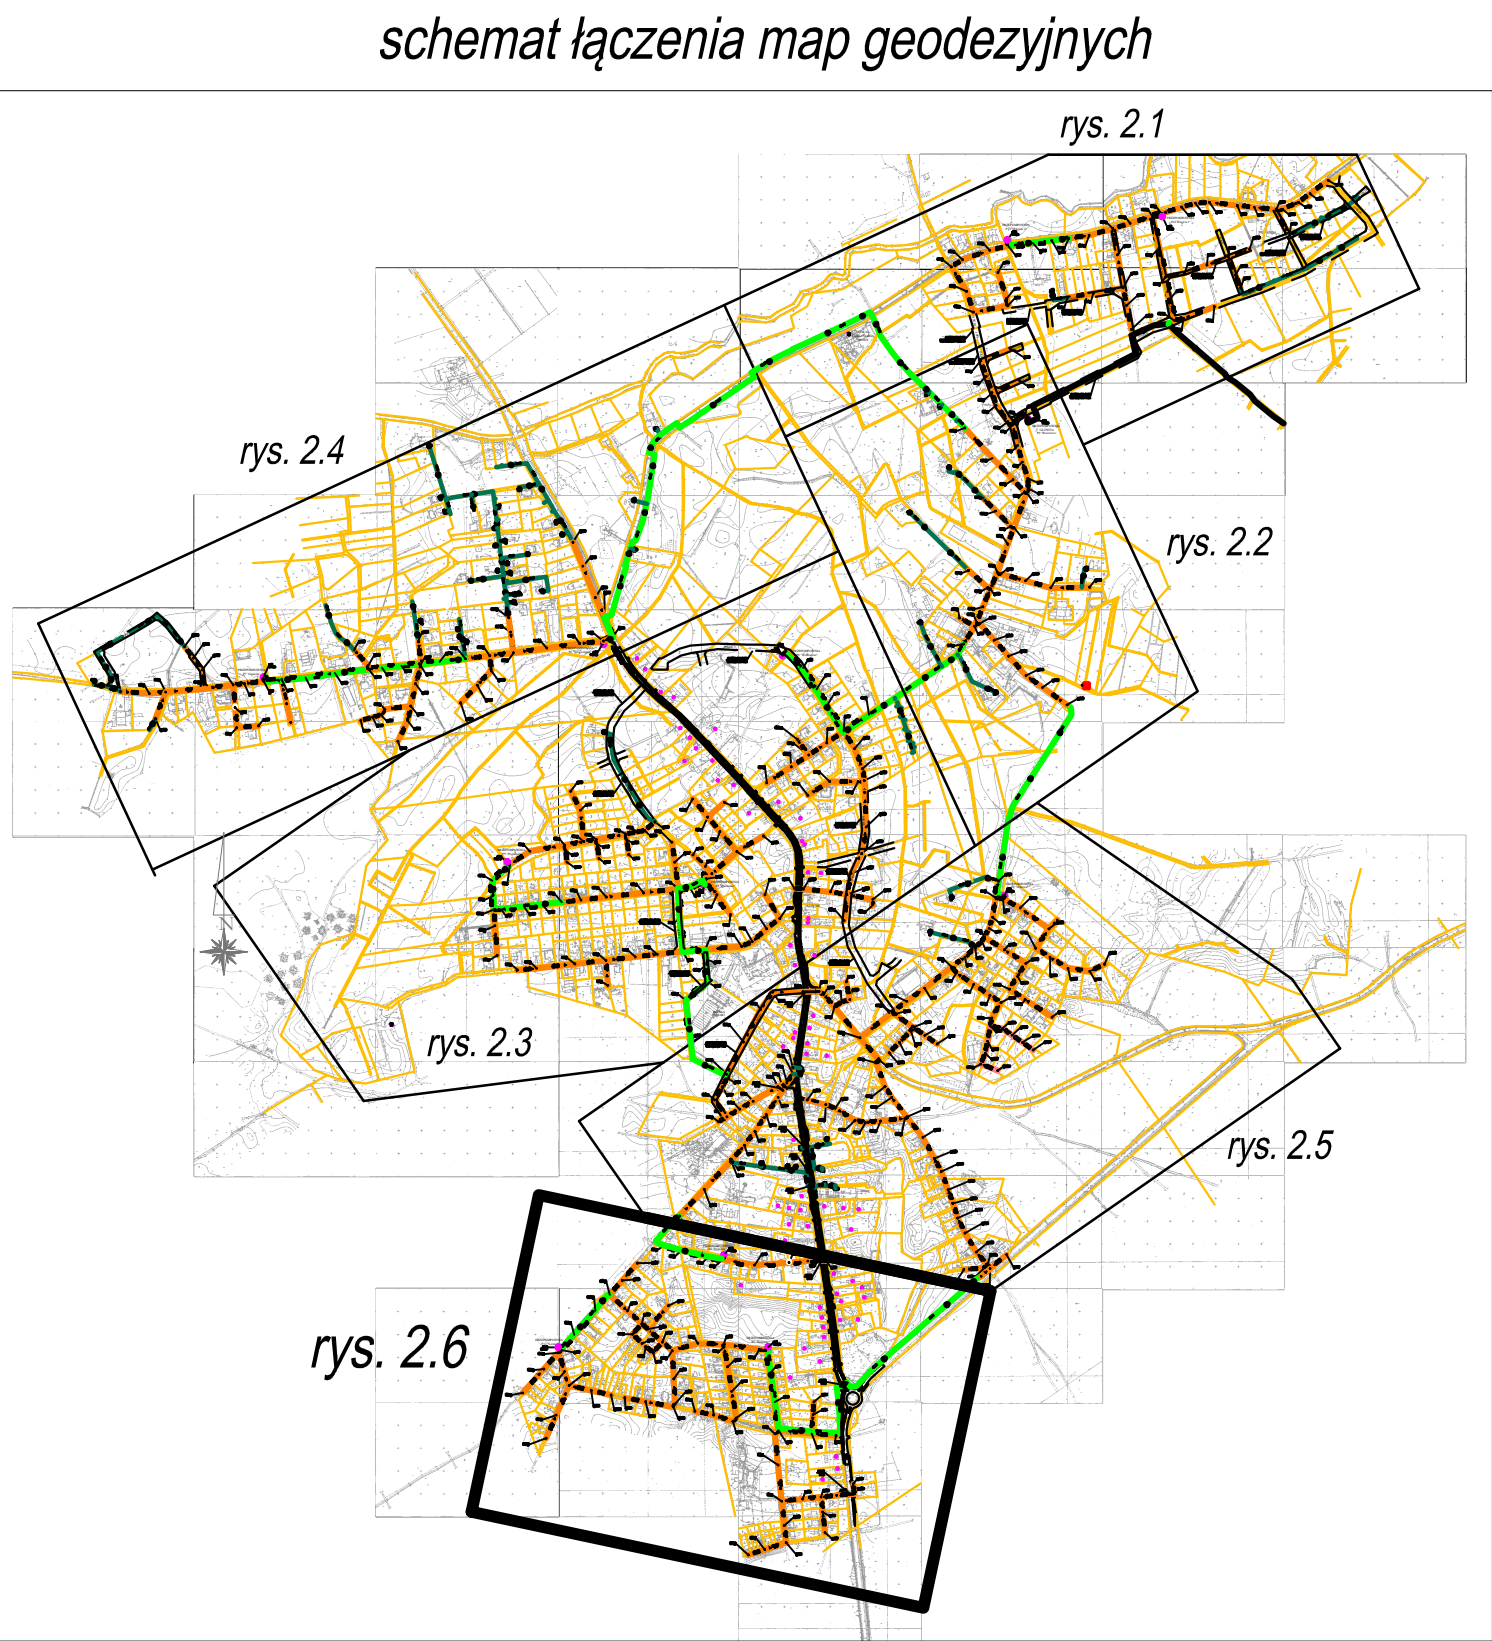 schemat łączenia map geodezyjnych
rys. 2.1
rys. 2.4
rys. 2.2
rys. 2.3
rys. 2.5
rys. 2.6